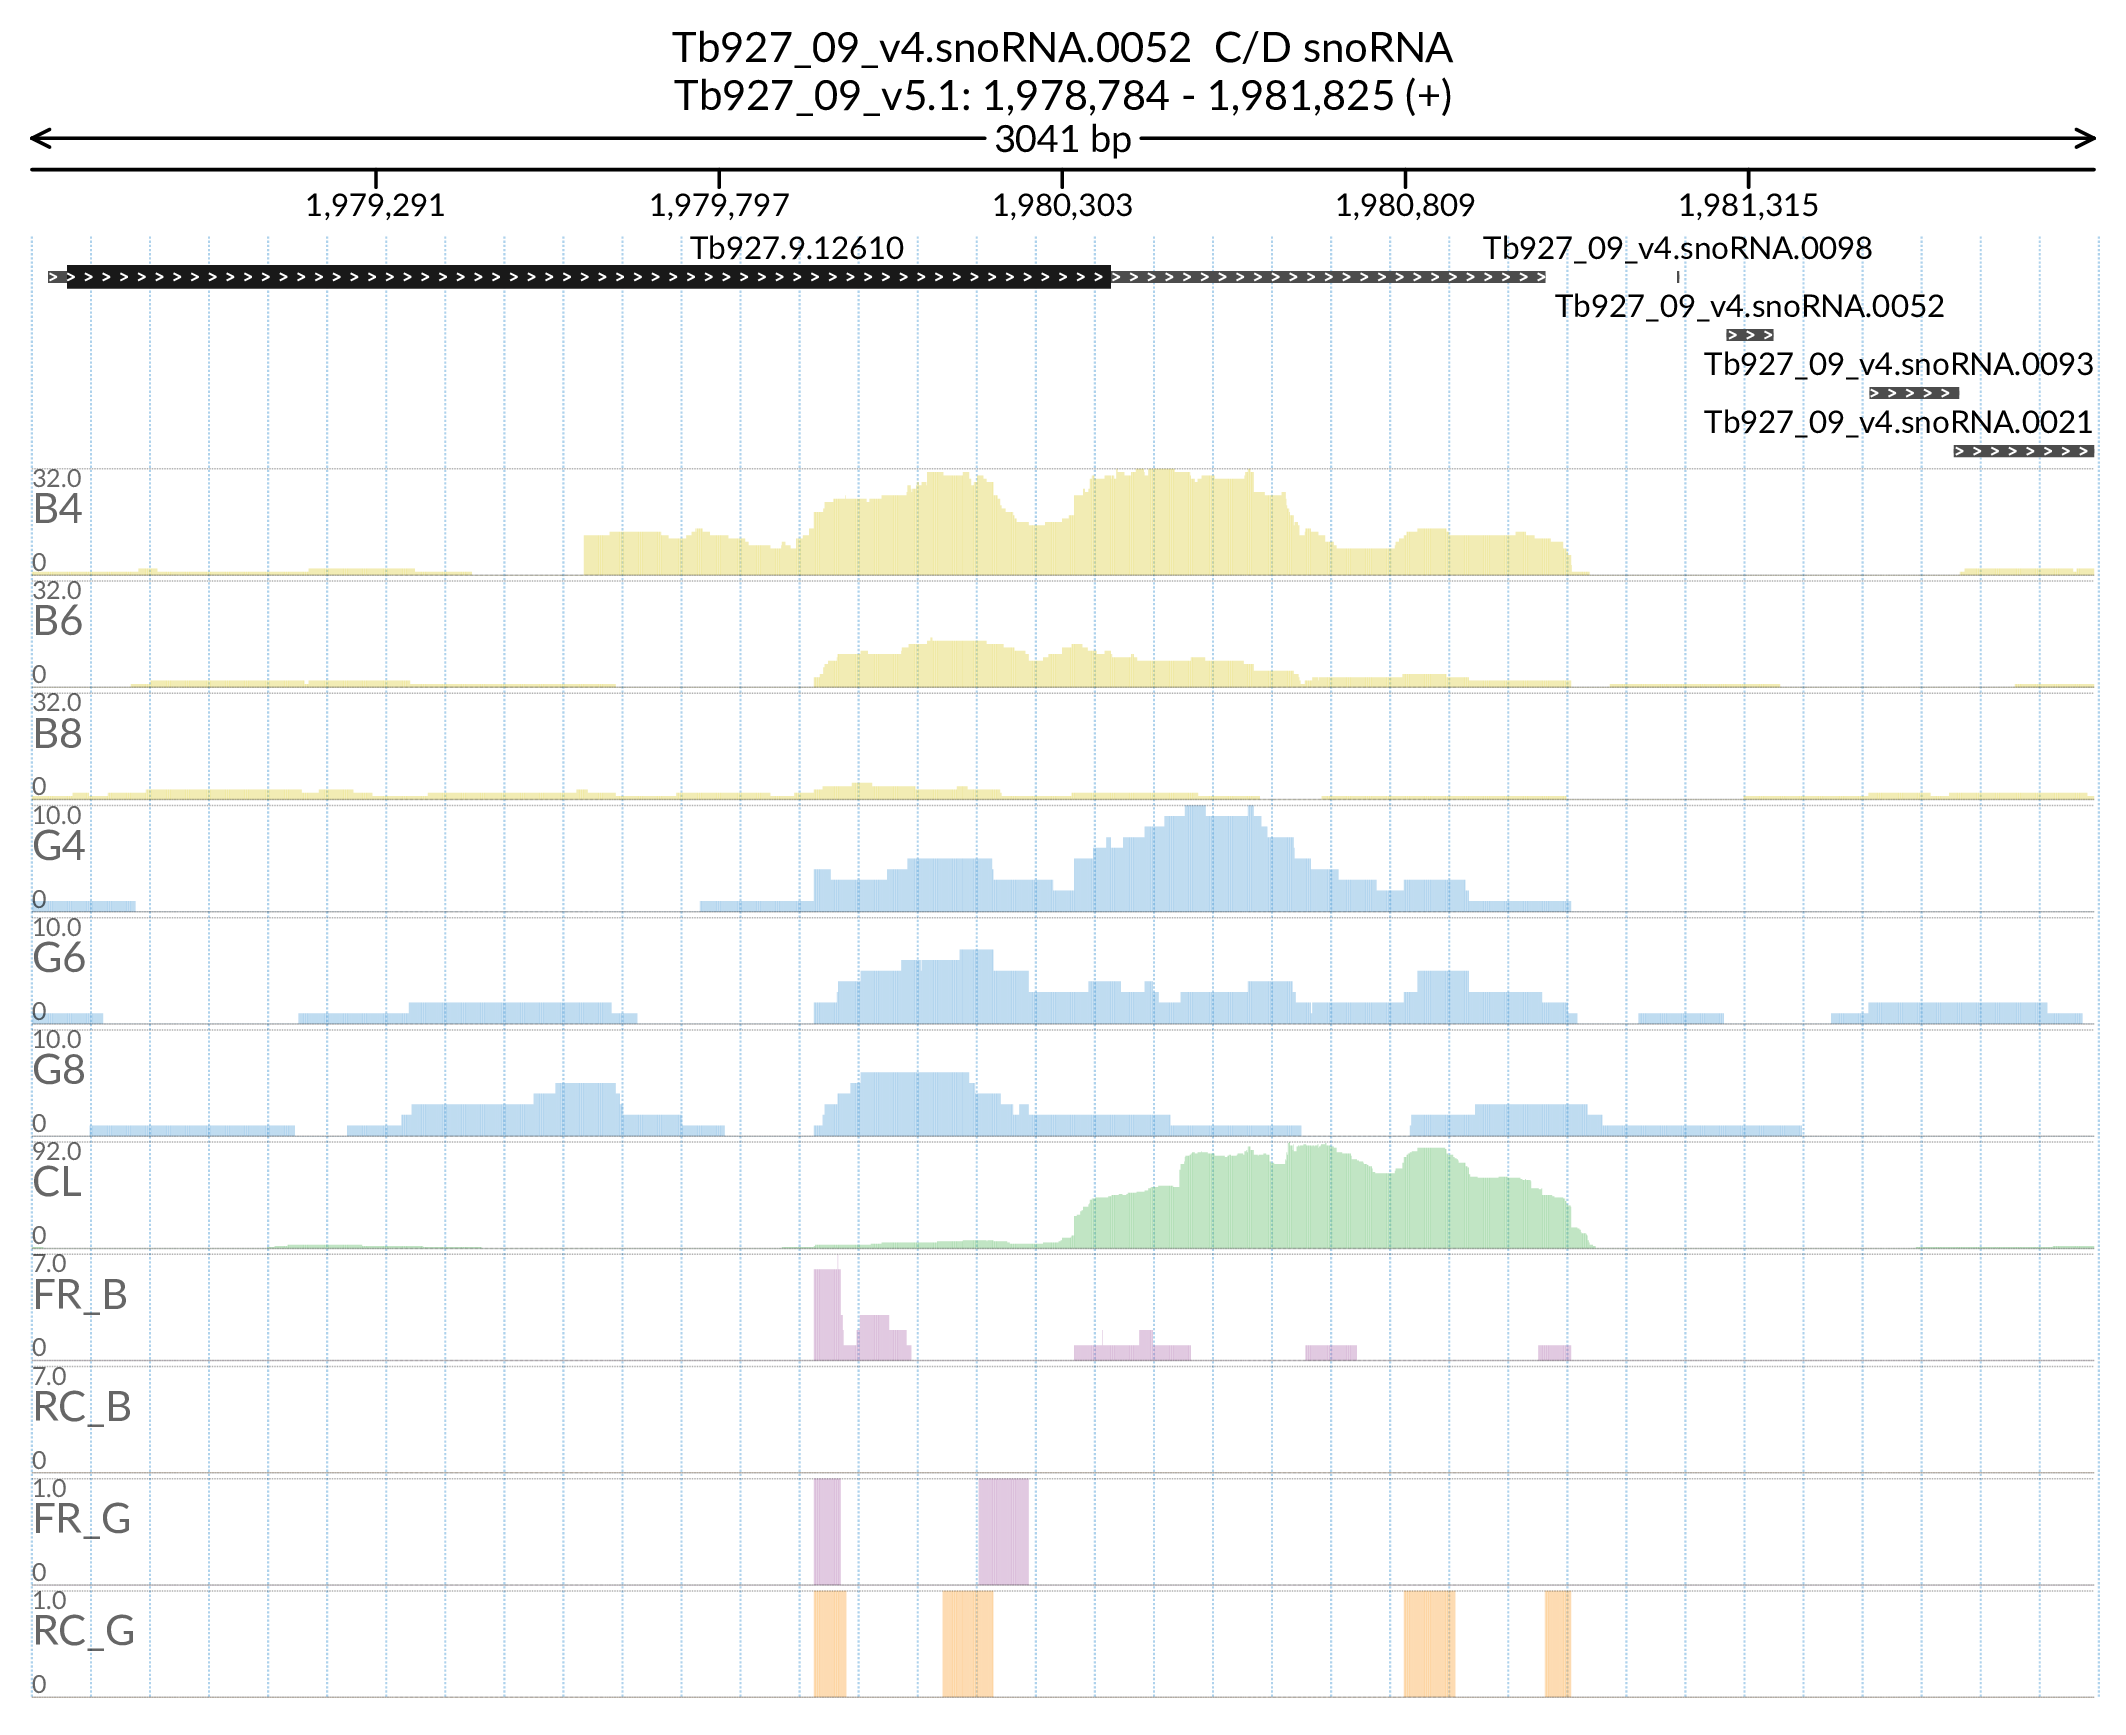 Tb927_09_v4.snoRNA.0052 C/D snoRNA
Tb927_09_v5.1: 1,978,784 - 1,981,825 (+)
3041 bp
1,979,291 1,979,797 1,980,303 1,980,809 1,981,315
Tb927.9.12610 Tb927_09_v4.snoRNA.0098
Tb927_09_v4.snoRNA.0052
Tb927_09_v4.snoRNA.0093
Tb927_09_v4.snoRNA.0021
32.0
B4
0
32.0
B6
0
32.0
B8
0
10.0
G4
0
10.0
G6
0
10.0
G8
0
92.0
CL
0
7.0
FR_B
0
7.0
RC_B
0
1.0
FR_G
0
1.0
RC_G
0